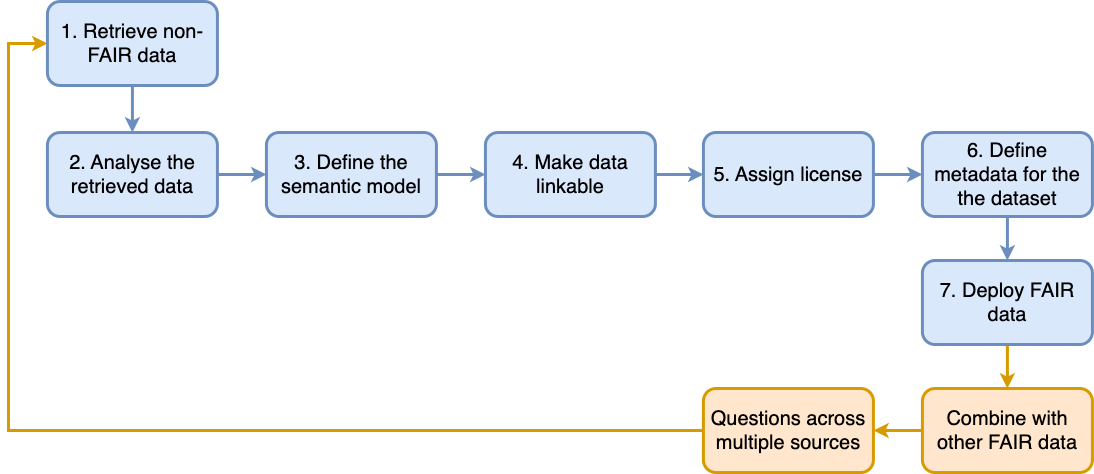 1. Retrieve non-
FAIR data
2. Analyse the
retrieved data
3. Define the
semantic model
4. Make data
linkable
5. Assign license
6. Define
metadata for the
the dataset
7. Deploy FAIR
data
Combine with
other FAIR data
Questions across
multiple sources